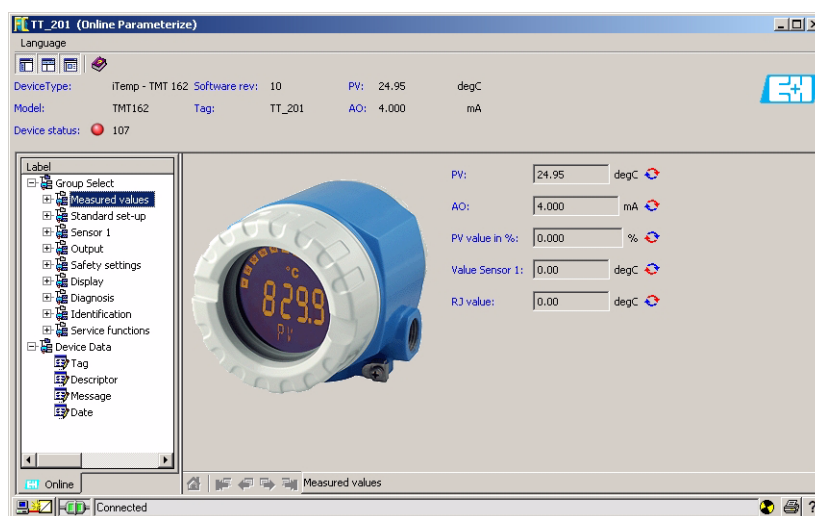 TT_201 (Online Parameterize)
Language
DeviceType: iTemp - TMT 162 Software rev: 10 PV: 24.95 degC
Model: TMT162 Tag: TT_201 AO: 4.000 mA
Device status: 107
E+H
Label
Group Select
Measured values
Standard set-up
Sensor 1
Output
Safety settings
Display
Diagnosis
Identification
Service functions
Device Data
Tag
Descriptor
Message
Date
°C
829.9
PV
PV: 24.95 degC
AO: 4.000 mA
PV value in %: 0.000 %
Value Sensor 1: 0.00 degC
RJ value: 0.00 degC
Online
Measured values
Connected